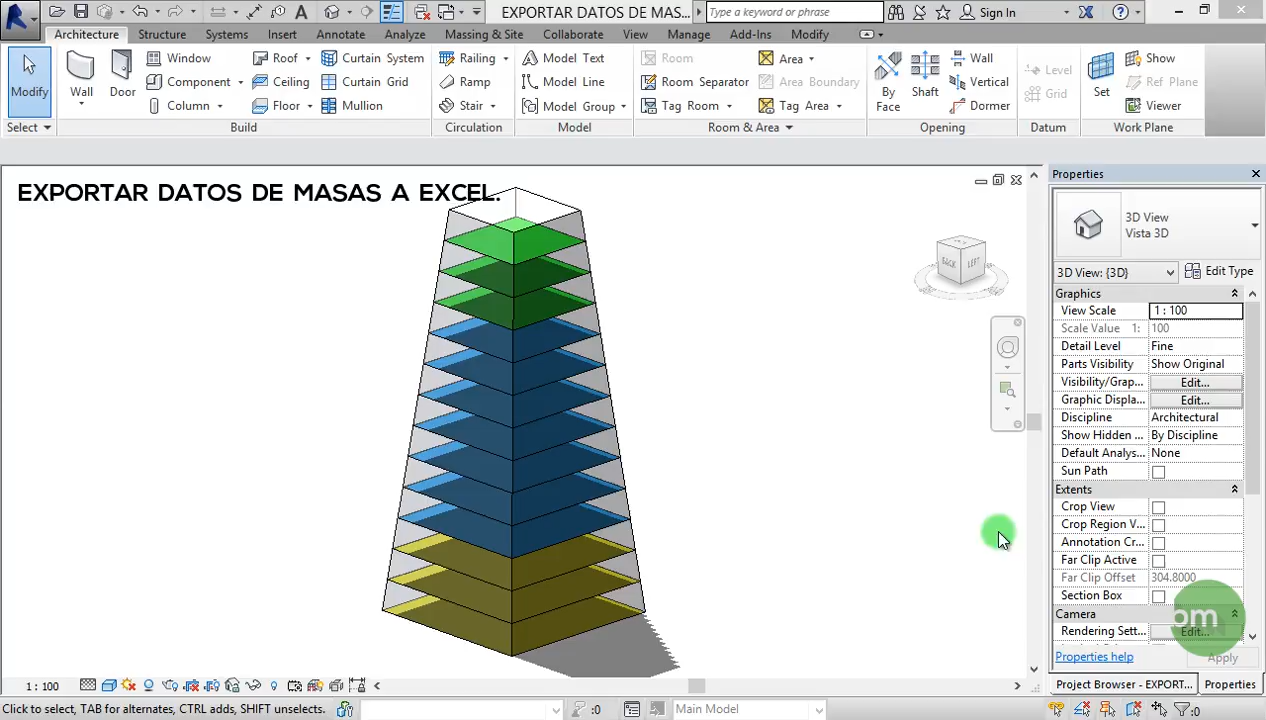 EXPORTAR DATOS DE MAS...
Type a keyword or phrase
Sign In
Architecture Structure Systems Insert Annotate Analyze Massing & Site Collaborate View Manage Add-Ins Modify
Modify
Select
Wall
Door
Window
Component
Column
Roof
Ceiling
Floor
Curtain System
Curtain Grid
Mullion
Build
Railing
Ramp
Stair
Circulation
Model Text
Model Line
Model Group
Model
Room
Room Separator
Tag Room
Area
Area Boundary
Tag Area
Room & Area
By
Face
Shaft
Wall
Vertical
Dormer
Opening
Level
Grid
Datum
Set
Show
Ref Plane
Viewer
Work Plane
EXPORTAR DATOS DE MASAS A EXCEL.
BACK LEFT
Properties
3D View
Vista 3D
3D View: {3D} Edit Type
Graphics
View Scale 1 : 100
Scale Value 1: 100
Detail Level Fine
Parts Visibility Show Original
Visibility/Grap... Edit...
Graphic Displa... Edit...
Discipline Architectural
Show Hidden ... By Discipline
Default Analys... None
Sun Path
Extents
Crop View
Crop Region V...
Annotation Cr...
Far Clip Active
Far Clip Offset 304.8000
Section Box
Camera
Rendering Sett... Edit...
om
Properties help Apply
Project Browser - EXPORT... Properties
1 : 100
Click to select, TAB for alternates, CTRL adds, SHIFT unselects.
:0
Main Model
:0